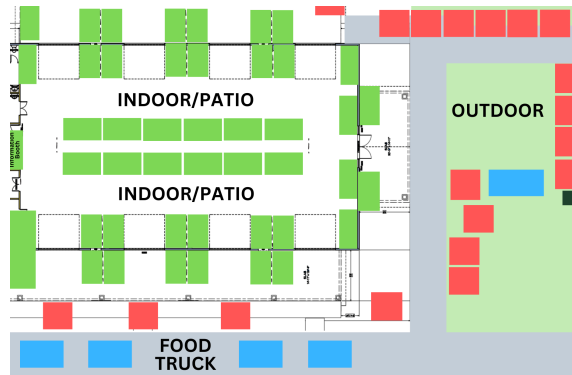 INDOOR/PATIO
OUTDOOR
Information
Booth
INDOOR/PATIO
FOOD
TRUCK